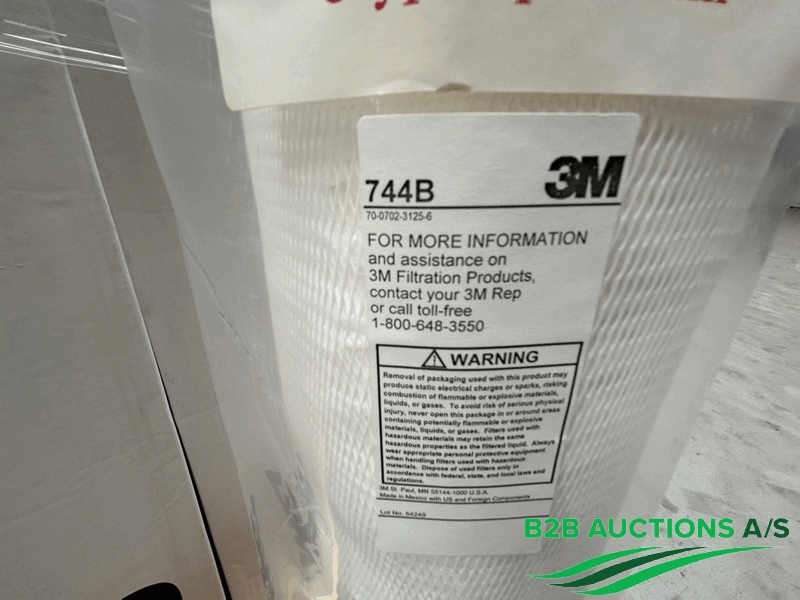 3M
744B
70-0702-3125-6
FOR MORE INFORMATION
and assistance on
3M Filtration Products,
contact your 3M Rep
or call toll-free
1-800-648-3550
WARNING
Removal of packaging used with this product may
produce static electrical charges or sparks, risking
combustion of flammable or explosive materials,
liquids, or gases. To avoid risk of serious physical
injury, never open this package in or around areas
containing potentially flammable or explosive
materials, liquids, or gases. Filters used with
hazardous materials may retain the same
hazardous properties as the filtered liquid. Always
wear appropriate personal protective equipment
when handling filters used with hazardous
materials. Dispose of used filters only in
accordance with federal, state, and local laws and
regulations.
3M St. Paul, MN 55144-1000 U.S.A.
Made in Mexico with US and Foreign Components
Lot No. 54249
B2B AUCTIONS A/S